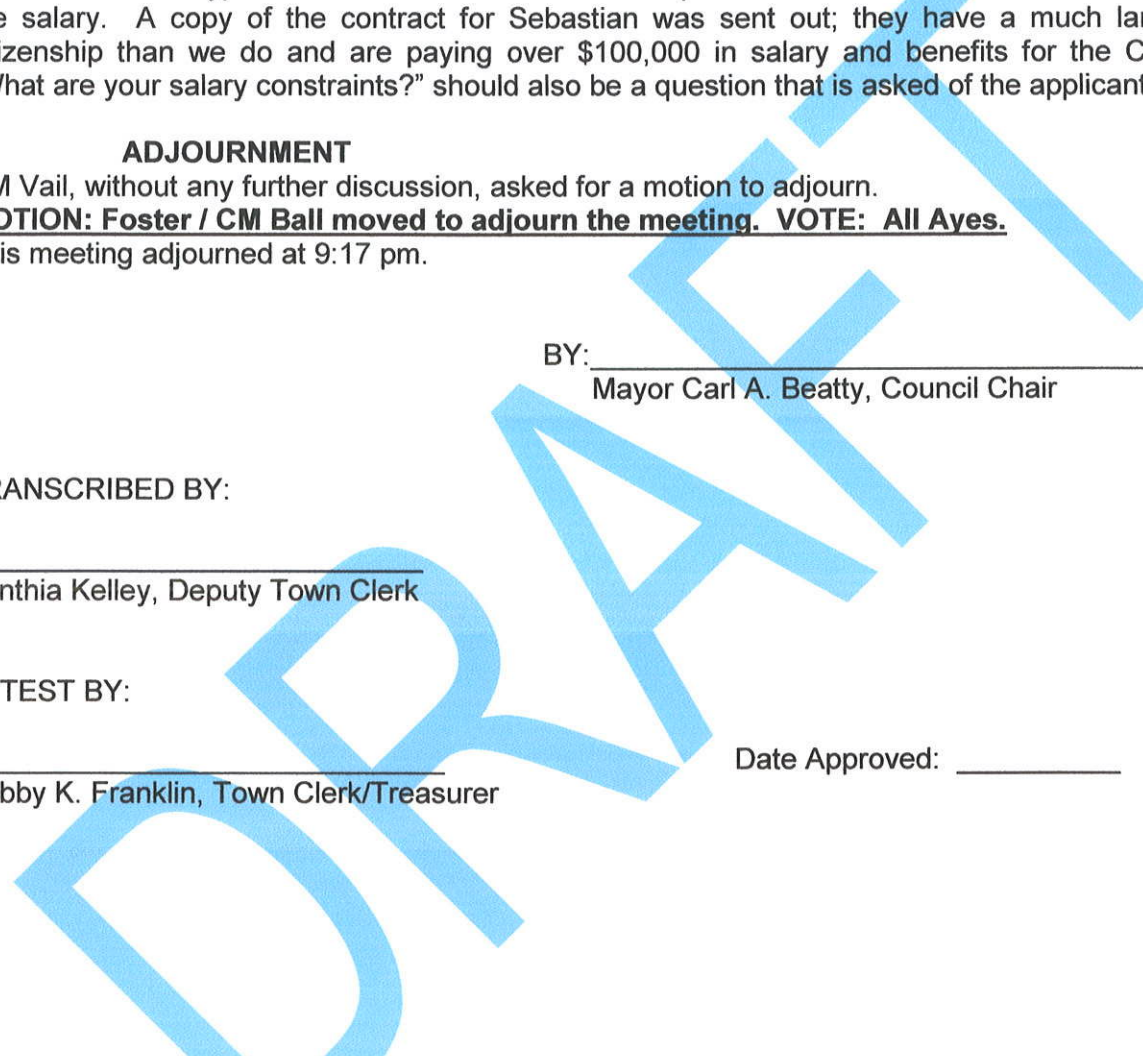 e salary. A copy of the contract for Sebastian was sent out; they have a much lar
izenship than we do and are paying over $100,000 in salary and benefits for the C
hat are your salary constraints?” should also be a question that is asked of the applicant
ADJOURNMENT
M Vail, without any further discussion, asked for a motion to adjourn.
OTION: Foster / CM Ball moved to adjourn the meeting. VOTE: All Ayes.
is meeting adjourned at 9:17 pm.
BY:
Mayor Carl A. Beatty, Council Chair
RANSCRIBED BY:
nthia Kelley, Deputy Town Clerk
TEST BY:
Date Approved:
bby K. Franklin, Town Clerk/Treasurer
DRAFT